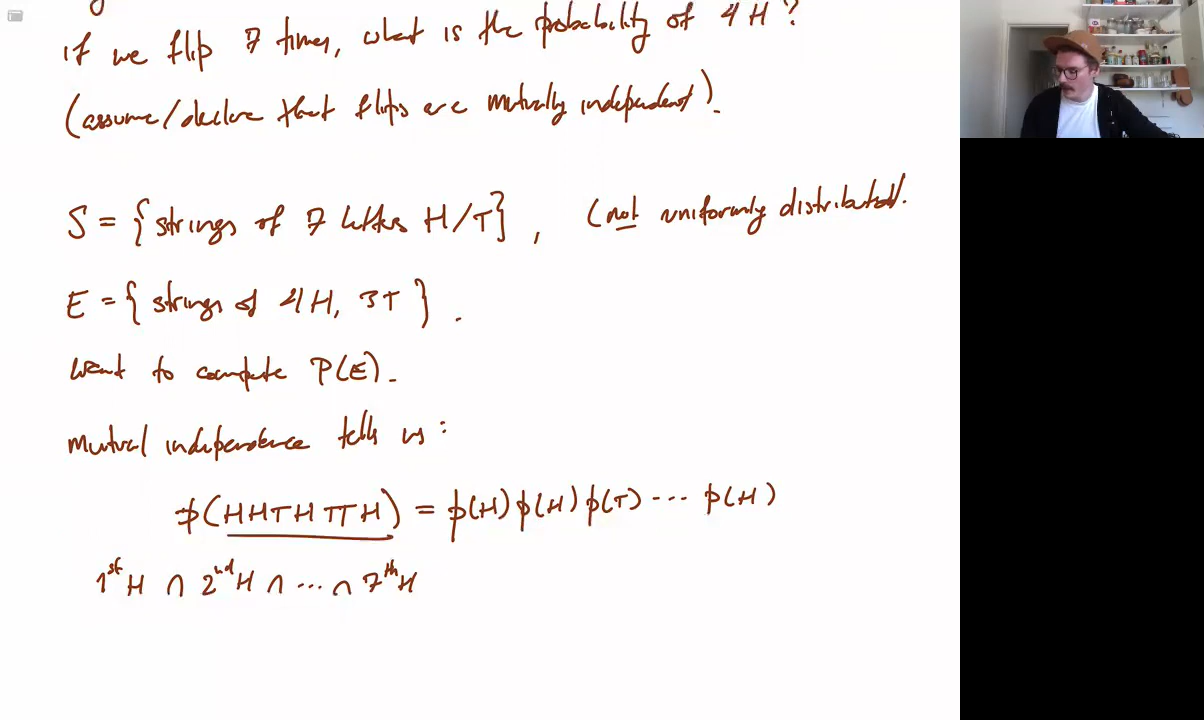 if we flip 7 times, what is the probability of 4 H?
(assume/declare that flips are mutually independent).
S = { strings of 7 letters H/T } , (not uniformly distributed!
E = { strings of 4H, 3T } .
Want to compute P(E).
Mutual independence tells us:
p(HHTHTTH) = p(H) p(H) p(T) ... p(H)
1st H ∩ 2nd H ∩ ... ∩ 7th H